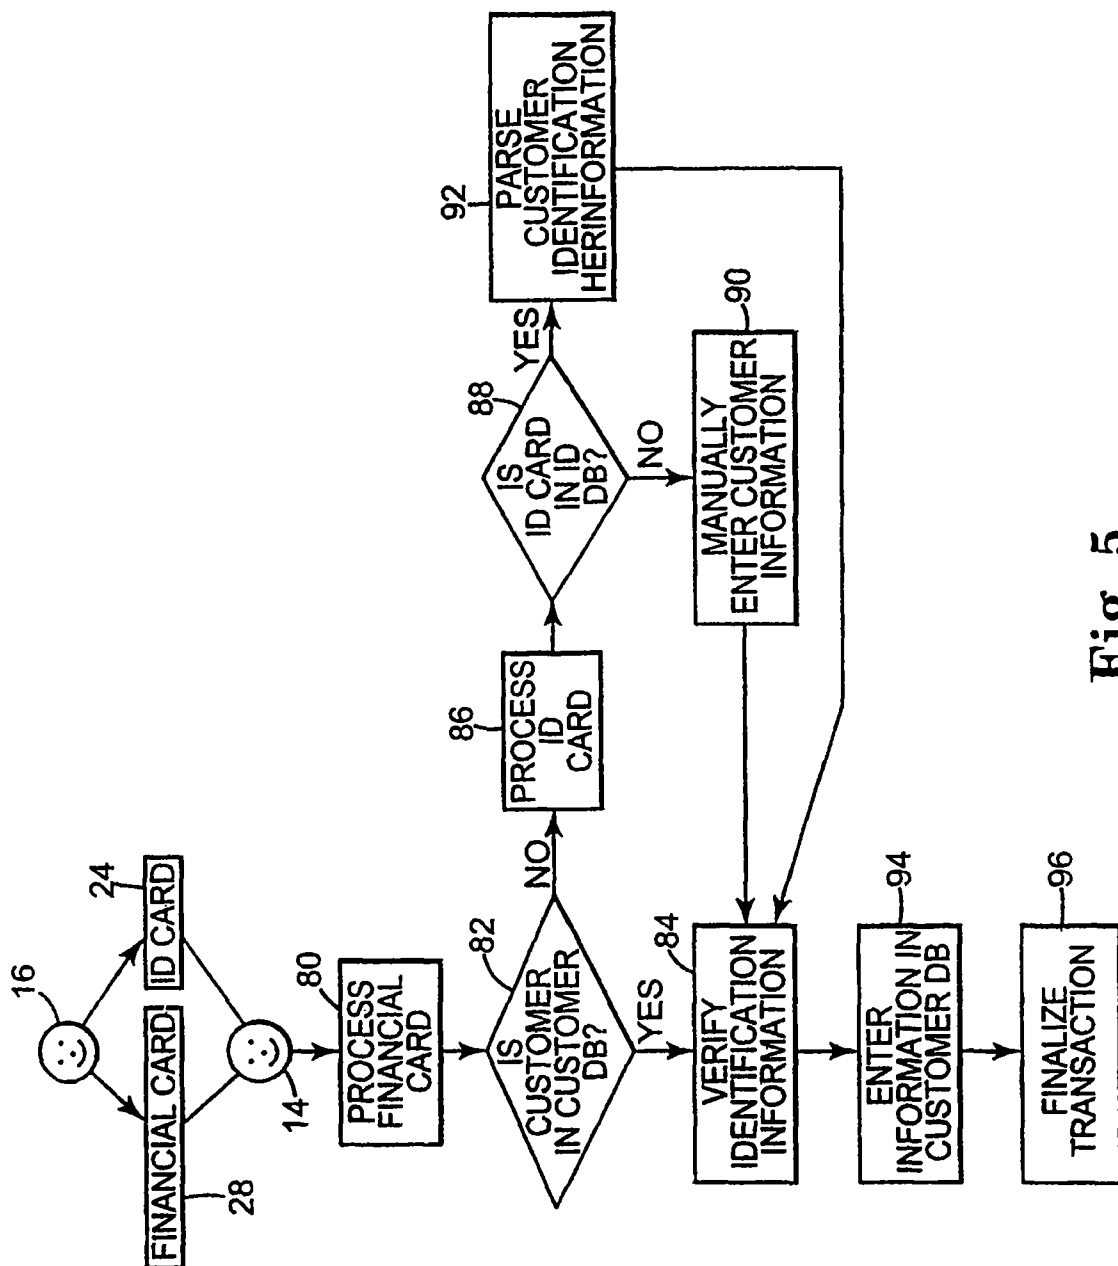 16
24
FINANCIAL CARD
ID CARD
28
14
80
PROCESS
FINANCIAL
CARD
82
IS
CUSTOMER
IN CUSTOMER
DB?
NO
YES
86
PROCESS
ID
CARD
88
IS
ID CARD
IN ID
DB?
YES
NO
92
PARSE
CUSTOMER
IDENTIFICATION
HERINFORMATION
90
MANUALLY
ENTER CUSTOMER
INFORMATION
84
VERIFY
IDENTIFICATION
INFORMATION
94
ENTER
INFORMATION IN
CUSTOMER DB
96
FINALIZE
TRANSACTION
Fig. 5